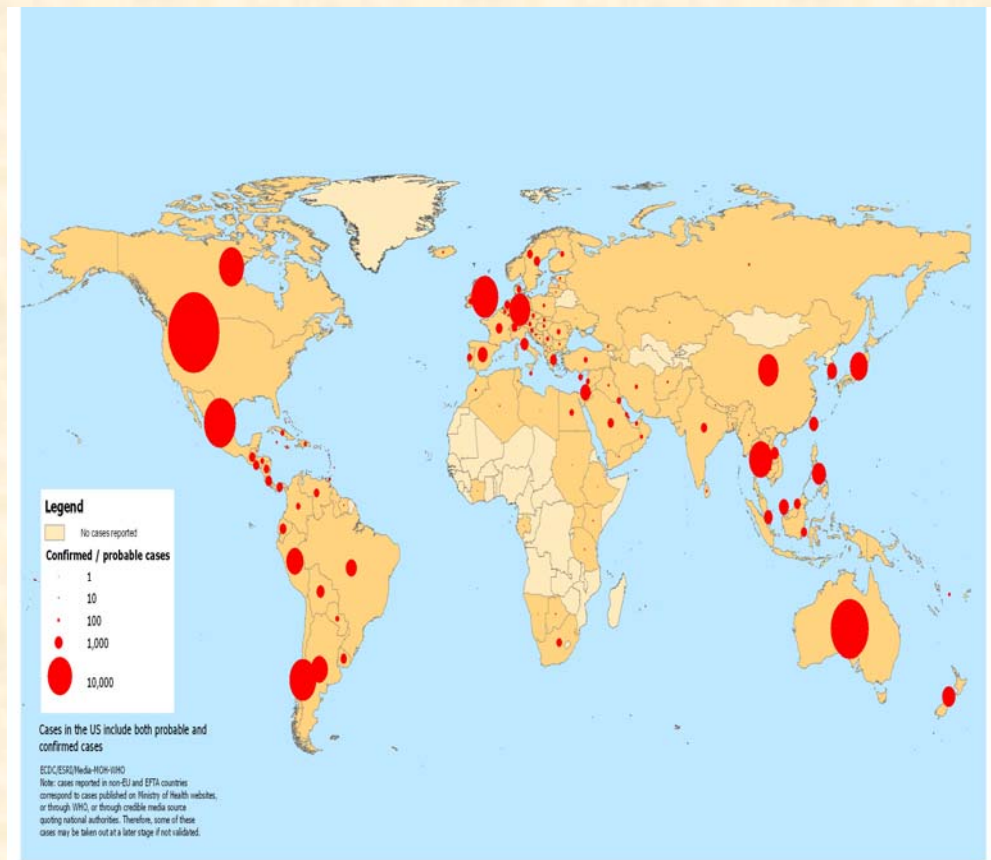 Legend
No cases reported
Confirmed / probable cases
1
10
100
1,000
10,000
Cases in the US include both probable and
confirmed cases
ECDC/ESRI/Media-MOH-WHO
Note: cases reported in non-EU and EFTA countries
correspond to cases published on Ministry of Health websites,
or through WHO, or through credible media source
quoting national authorities. Therefore, some of these
cases may be taken out at a later stage if not validated.